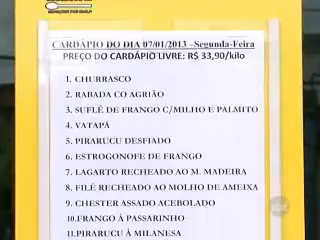 CARDÁPIO DO DIA 07/01/2013 –Segunda-Feira
PREÇO DO CARDÁPIO LIVRE: R$ 33,90/kilo
1. CHURRASCO
2. RABADA CO AGRIÃO
3. SUFLÊ DE FRANGO C/MILHO E PALMITO
4. VATAPÁ
5. PIRARUCU DESFIADO
6. ESTROGONOFE DE FRANGO
7. LAGARTO RECHEADO AO M. MADEIRA
8. FILÉ RECHEADO AO MOLHO DE AMEIXA
9. CHESTER ASSADO ACEBOLADO
10.FRANGO À PASSARINHO
11.PIRARUCU À MILANESA